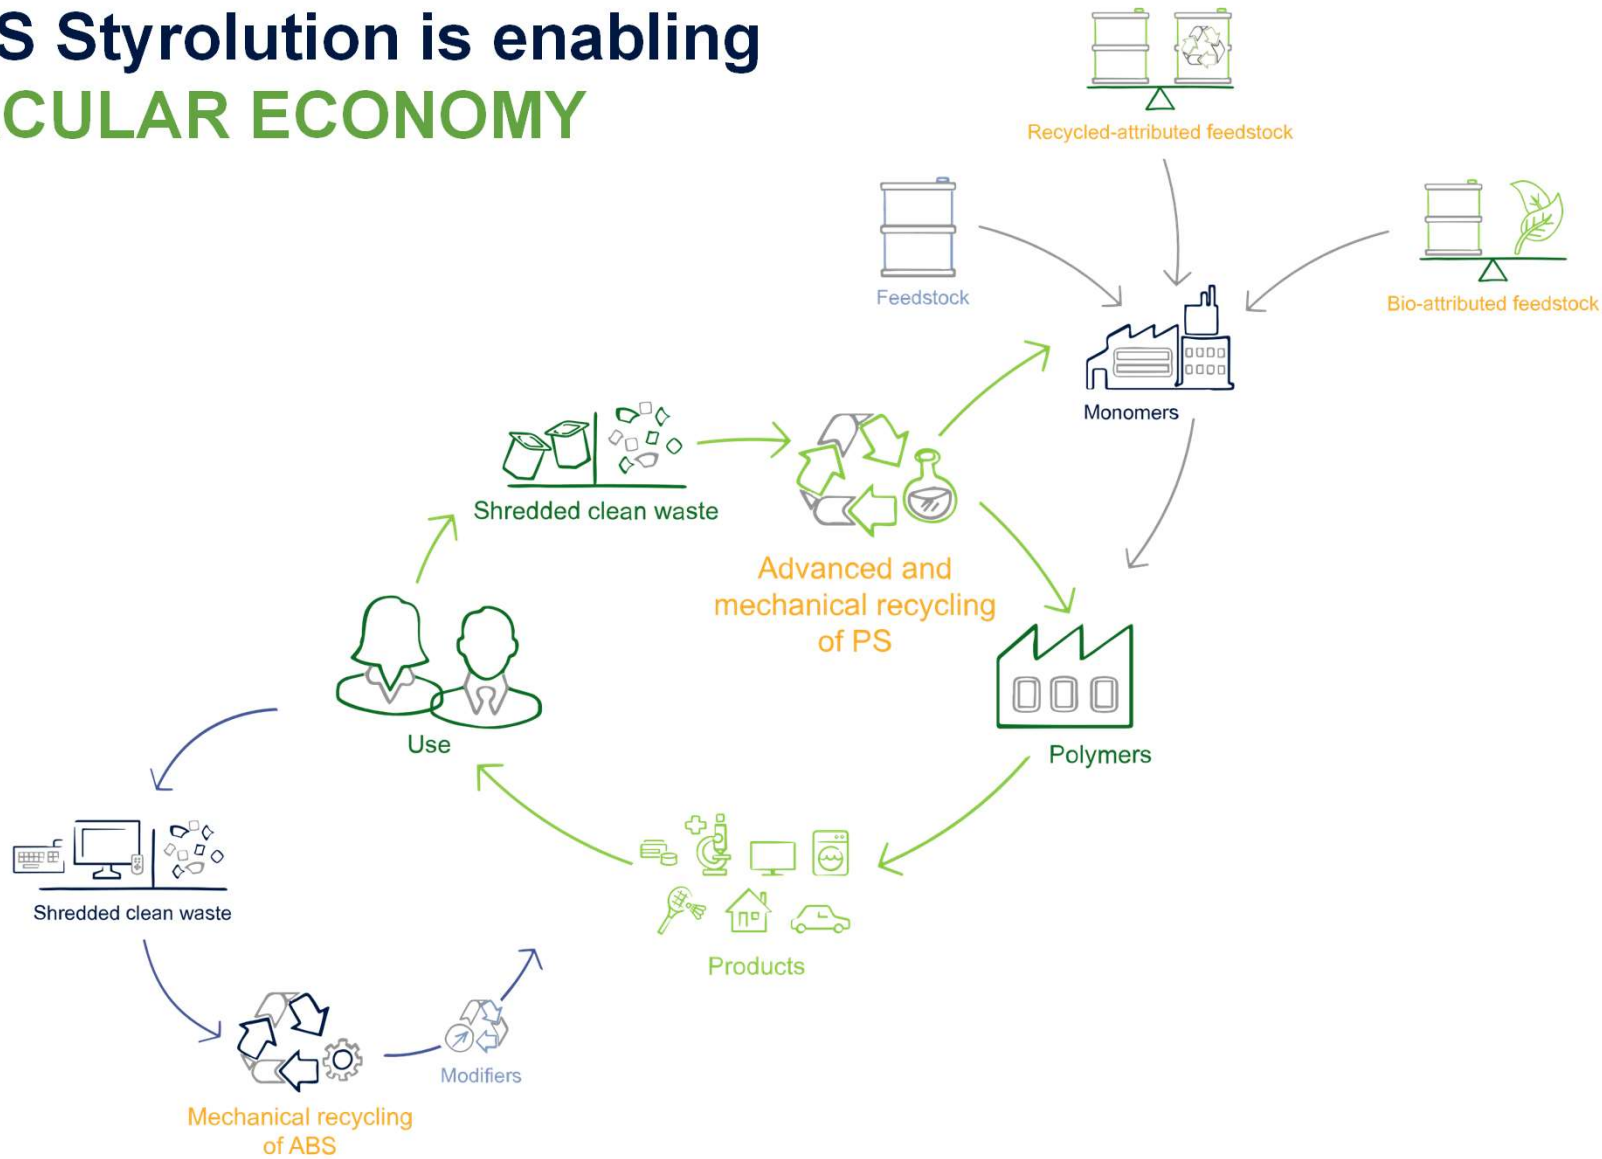 S Styrolution is enabling
CULAR ECONOMY
Recycled-attributed feedstock
Feedstock
Bio-attributed feedstock
Monomers
Shredded clean waste
Advanced and
mechanical recycling
of PS
Use
Polymers
Shredded clean waste
Products
Modifiers
Mechanical recycling
of ABS